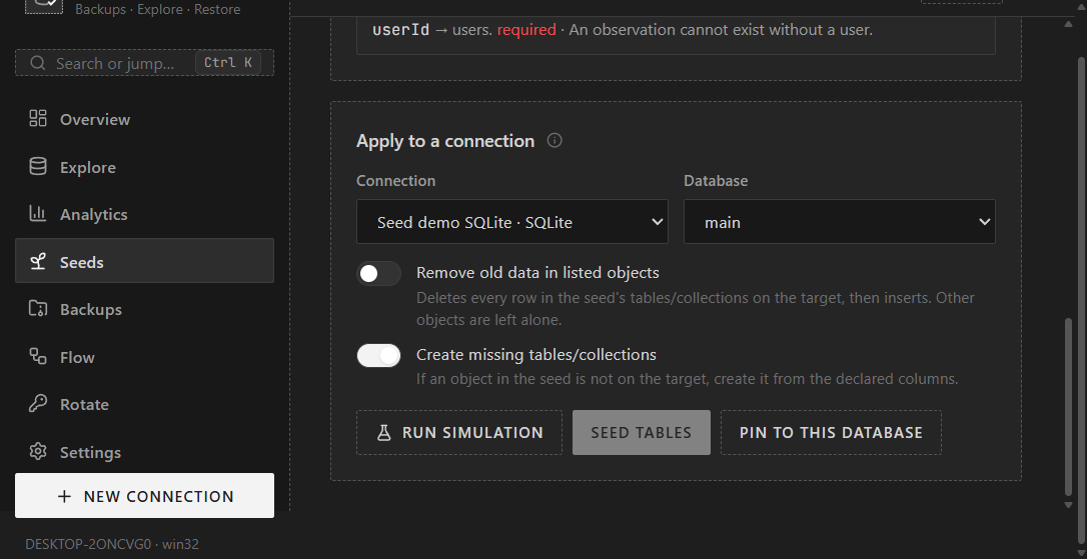 Backups · Explore · Restore
Search or jump... Ctrl K
Overview
Explore
Analytics
Seeds
Backups
Flow
Rotate
Settings
+ NEW CONNECTION
DESKTOP-2ONCVG0 · win32
userId → users. required · An observation cannot exist without a user.
Apply to a connection
Connection
Database
Seed demo SQLite · SQLite
main
Remove old data in listed objects
Deletes every row in the seed's tables/collections on the target, then inserts. Other
objects are left alone.
Create missing tables/collections
If an object in the seed is not on the target, create it from the declared columns.
RUN SIMULATION
SEED TABLES
PIN TO THIS DATABASE